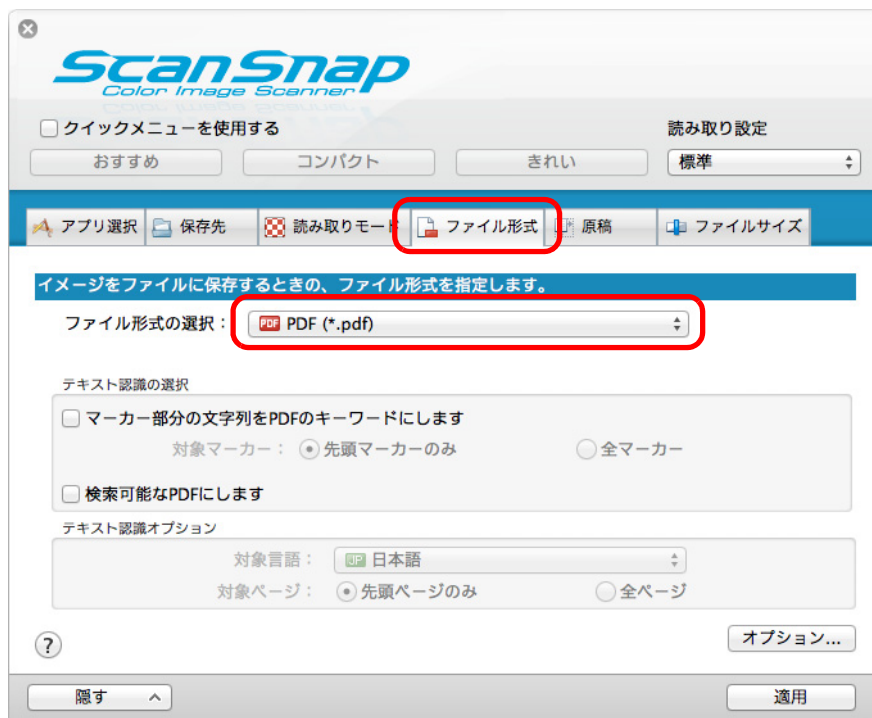 ScanSnap
Color Image Scanner
クイックメニューを使用する
読み取り設定
おすすめ コンパクト きれい 標準
アプリ選択 保存先 読み取りモード ファイル形式 原稿 ファイルサイズ
イメージをファイルに保存するときの、ファイル形式を指定します。
ファイル形式の選択： PDF PDF (*.pdf)
テキスト認識の選択
マーカー部分の文字列をPDFのキーワードにします
対象マーカー： 先頭マーカーのみ 全マーカー
検索可能なPDFにします
テキスト認識オプション
対象言語： JP 日本語
対象ページ： 先頭ページのみ 全ページ
? オプション...
隠す 適用